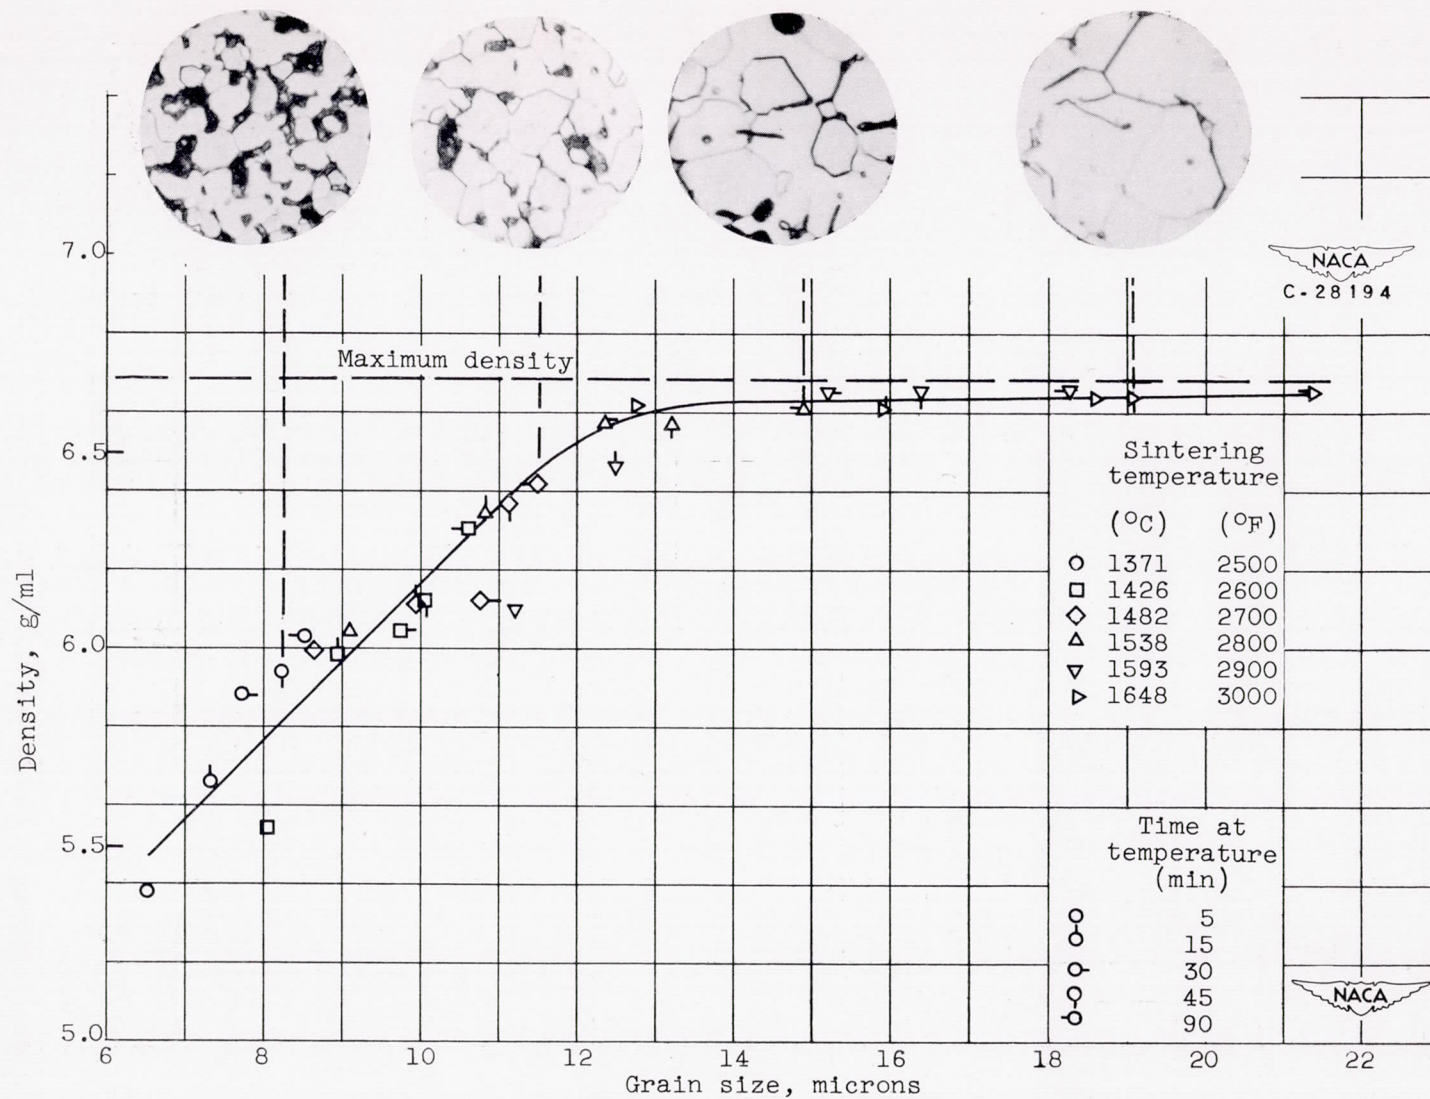 7.0
NACA
C-28194
Maximum density
6.5
Sintering
temperature
(°C) (°F)
1371 2500
1426 2600
1482 2700
1538 2800
1593 2900
1648 3000
6.0
Density, g/ml
5.5
Time at
temperature
(min)
5
15
30
45
90
NACA
5.0
6 8 10 12 14 16 18 20 22
Grain size, microns